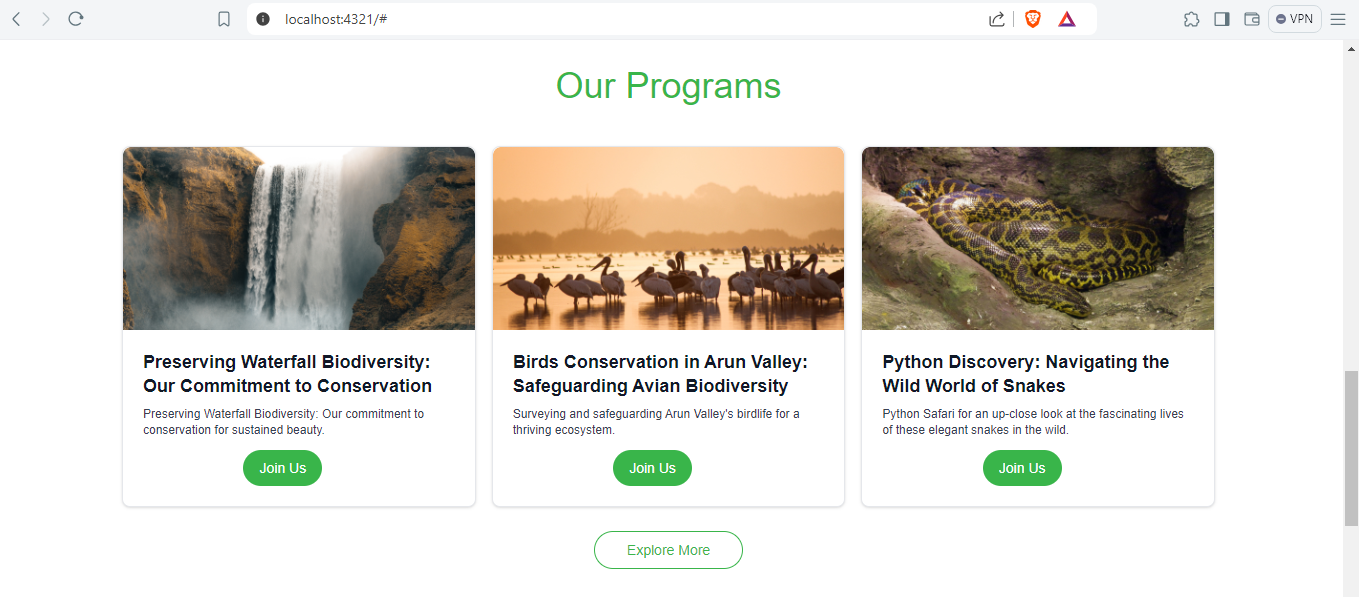 localhost:4321/#
VPN
Our Programs
Preserving Waterfall Biodiversity:
Our Commitment to Conservation
Preserving Waterfall Biodiversity: Our commitment to
conservation for sustained beauty.
Join Us
Birds Conservation in Arun Valley:
Safeguarding Avian Biodiversity
Surveying and safeguarding Arun Valley's birdlife for a
thriving ecosystem.
Join Us
Python Discovery: Navigating the
Wild World of Snakes
Python Safari for an up-close look at the fascinating lives
of these elegant snakes in the wild.
Join Us
Explore More